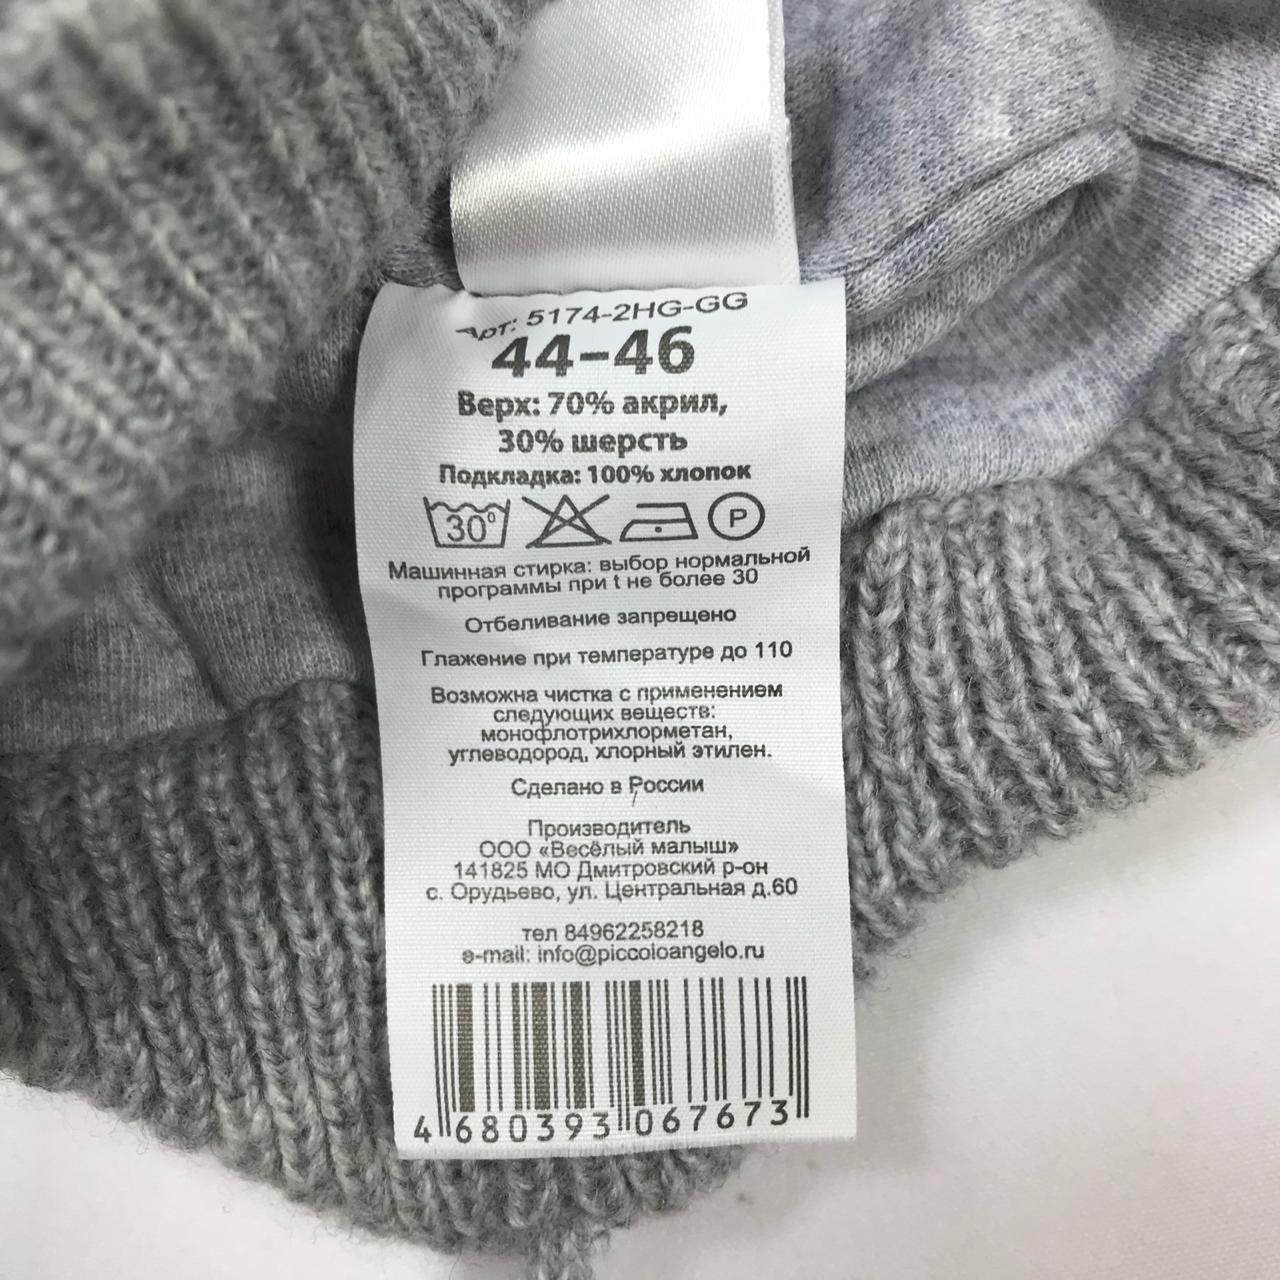 Арт: 5174-2HG-GG
44-46
Верх: 70% акрил,
30% шерсть
Подкладка: 100% хлопок
30° P
Машинная стирка: выбор нормальной
программы при t не более 30
Отбеливание запрещено
Глажение при температуре до 110
Возможна чистка с применением
следующих веществ:
монофлотрихлорметан,
углеводород, хлорный этилен.
Сделано в России
Производитель
ООО «Весёлый малыш»
141825 МО Дмитровский р-он
с. Орудьево, ул. Центральная д.60
тел 84962258218
e-mail: info@piccoloangelo.ru
4 680393 067673